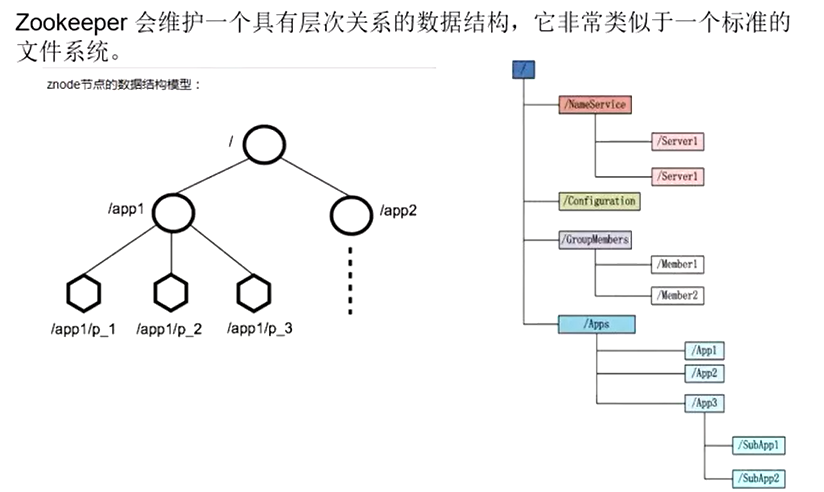 Zookeeper 会维护一个具有层次关系的数据结构，它非常类似于一个标准的
文件系统。
znode节点的数据结构模型：
/
/app1
/app2
/app1/p_1
/app1/p_2
/app1/p_3
/
/NameService
/Server1
/Server1
/Configuration
/GroupMembers
/Member1
/Member2
/Apps
/App1
/App2
/App3
/SubApp1
/SubApp2